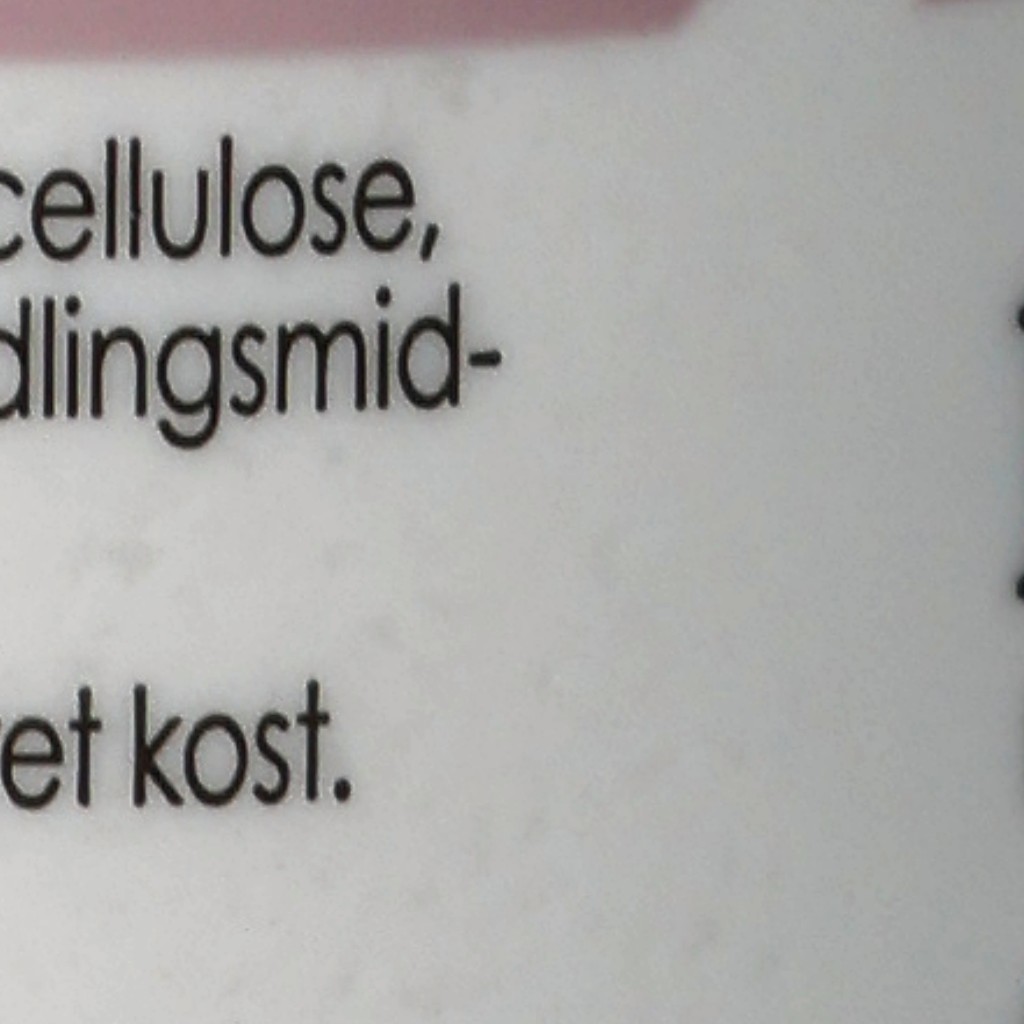 cellulose,
dlingsmid-
et kost.